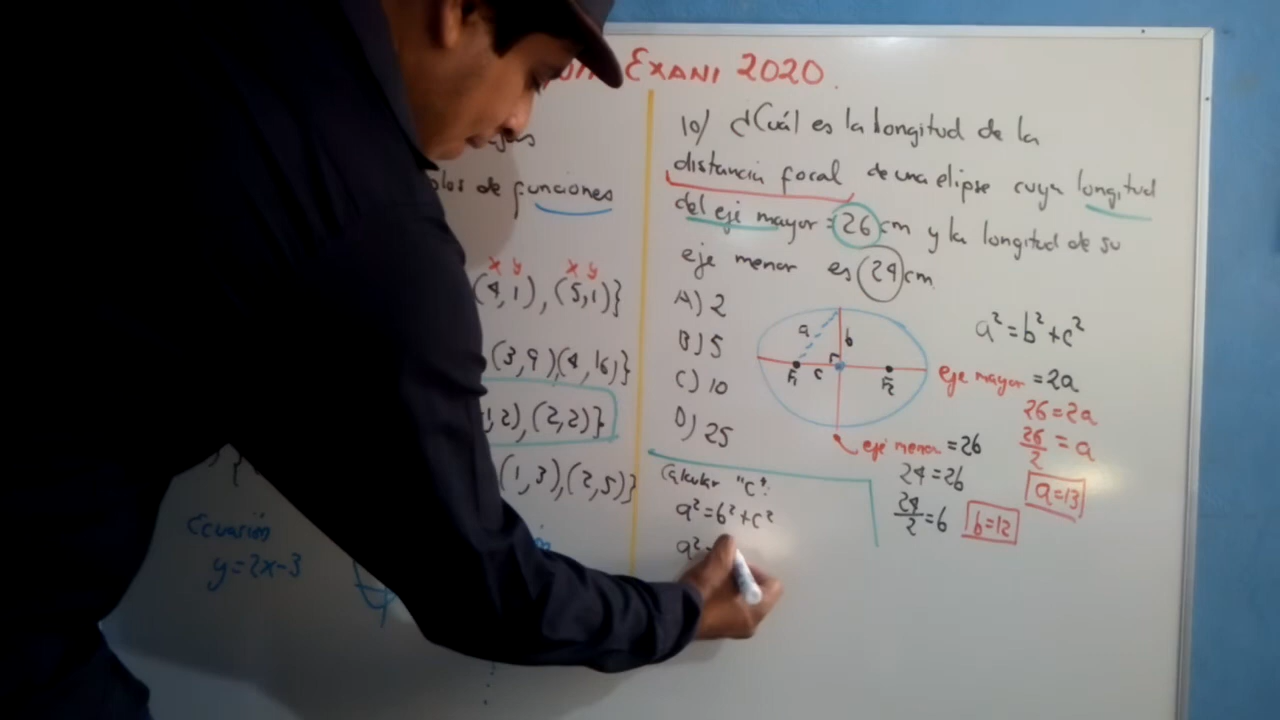 EXANI 2020.
10) ¿Cuál es la longitud de la
distancia focal de una elipse cuya longitud
del eje mayor = 26 cm y la longitud de su
eje menor es 24 cm
A) 2
B) 5
C) 10
D) 25
a
b
F1
c
F2
a² = b² + c²
eje mayor = 2a
26 = 2a
26/2 = a
a = 13
eje menor = 2b
24 = 2b
24/2 = b
b = 12
Calcular "c":
a² = b² + c²
a²
de funciones
x y x y
(4,1), (5,1)}
(3,9)(4,16)}
,2), (2,2)}
(1,3), (2,5)}
Ecuación
y = 2x-3